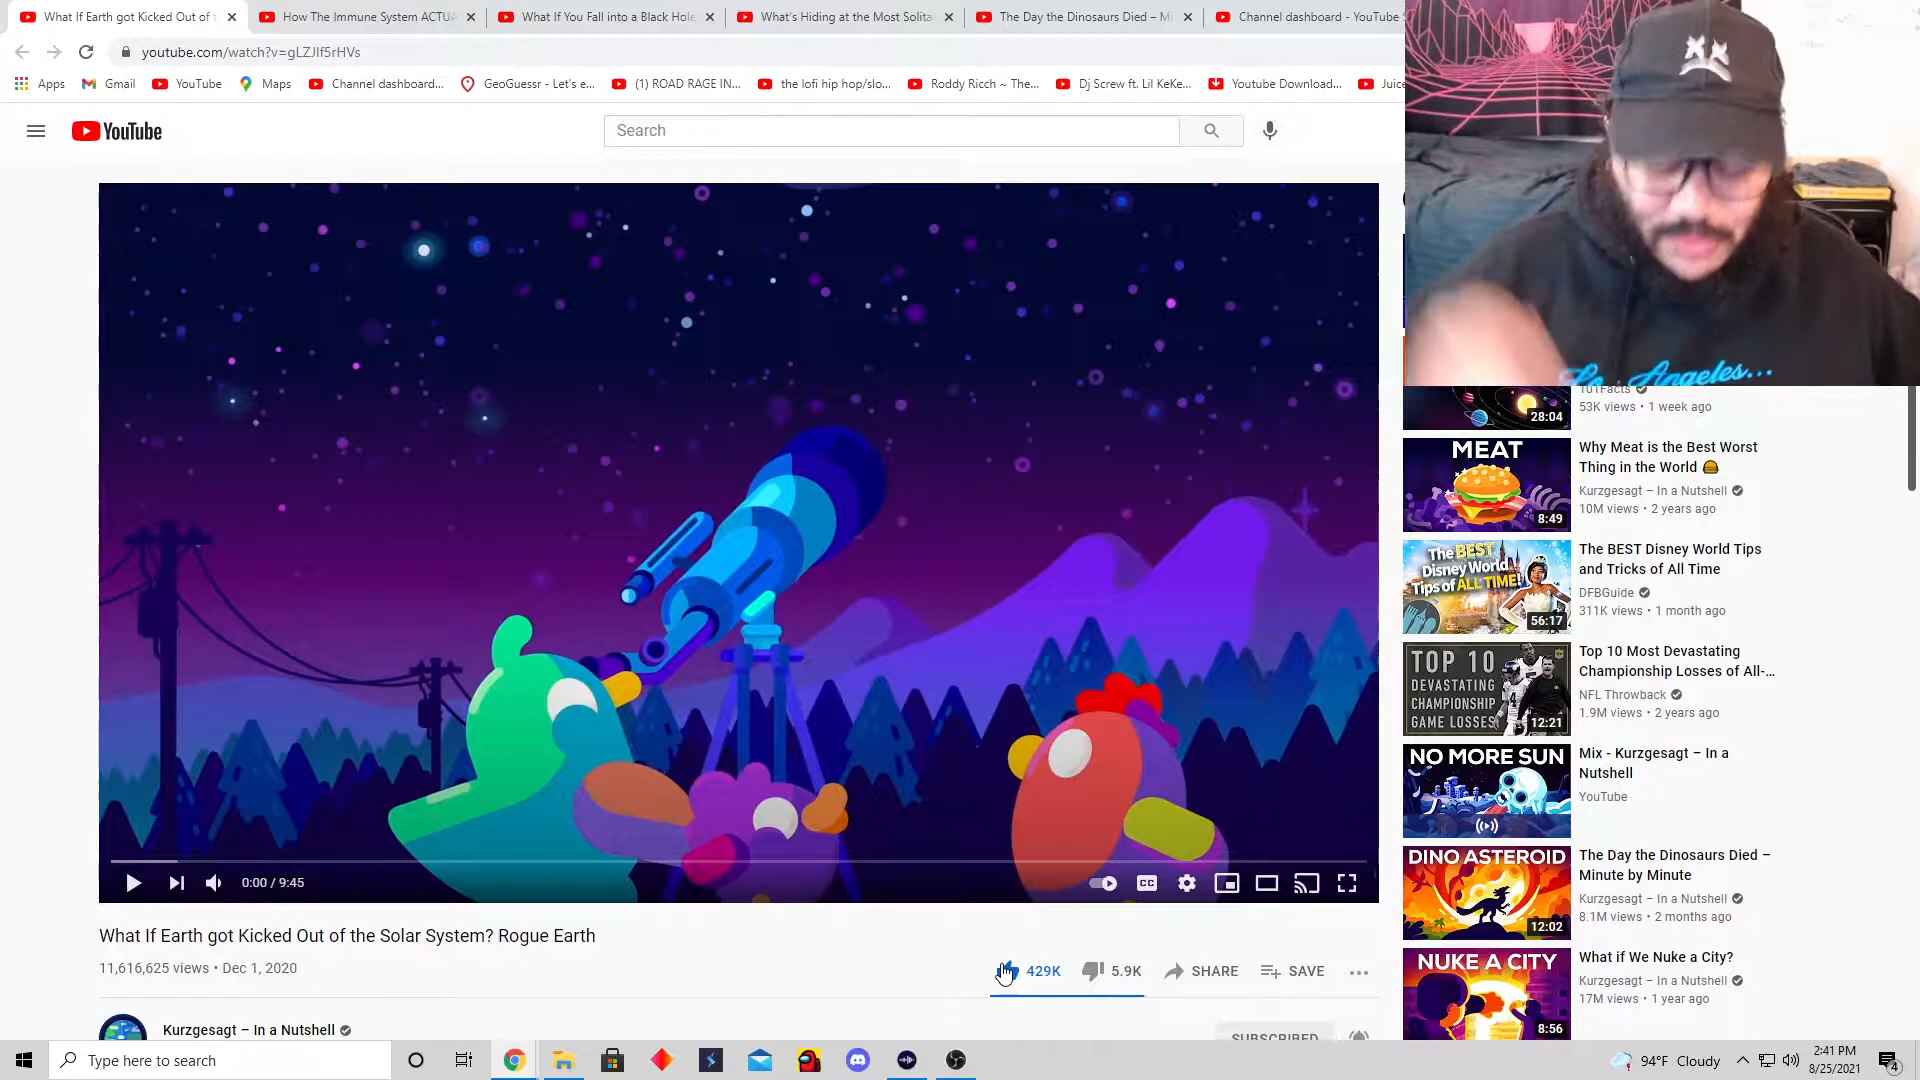 What If Earth got Kicked Out of t
How The Immune System ACTUA
What If You Fall into a Black Hole
What's Hiding at the Most Solita
The Day the Dinosaurs Died – Mi
Channel dashboard - YouTube S
youtube.com/watch?v=gLZJIf5rHVs
Apps
Gmail
YouTube
Maps
Channel dashboard...
GeoGuessr - Let's e...
(1) ROAD RAGE IN...
the lofi hip hop/slo...
Roddy Ricch ~ The...
Dj Screw ft. Lil KeKe...
Youtube Download...
Juice
YouTube
Search
Los Angeles...
101Facts
53K views • 1 week ago
28:04
MEAT
8:49
Why Meat is the Best Worst
Thing in the World
Kurzgesagt – In a Nutshell
10M views • 2 years ago
The BEST
Disney World
Tips of ALL TIME!
56:17
The BEST Disney World Tips
and Tricks of All Time
DFBGuide
311K views • 1 month ago
TOP 10
DEVASTATING
CHAMPIONSHIP
GAME LOSSES
12:21
Top 10 Most Devastating
Championship Losses of All-...
NFL Throwback
1.9M views • 2 years ago
NO MORE SUN
Mix - Kurzgesagt – In a
Nutshell
YouTube
DINO ASTEROID
12:02
The Day the Dinosaurs Died –
Minute by Minute
Kurzgesagt – In a Nutshell
8.1M views • 2 months ago
NUKE A CITY
8:56
What if We Nuke a City?
Kurzgesagt – In a Nutshell
17M views • 1 year ago
0:00 / 9:45
CC
What If Earth got Kicked Out of the Solar System? Rogue Earth
11,616,625 views • Dec 1, 2020
429K
5.9K
SHARE
SAVE
Kurzgesagt – In a Nutshell
SUBSCRIBED
Type here to search
94°F Cloudy
2:41 PM
8/25/2021
4